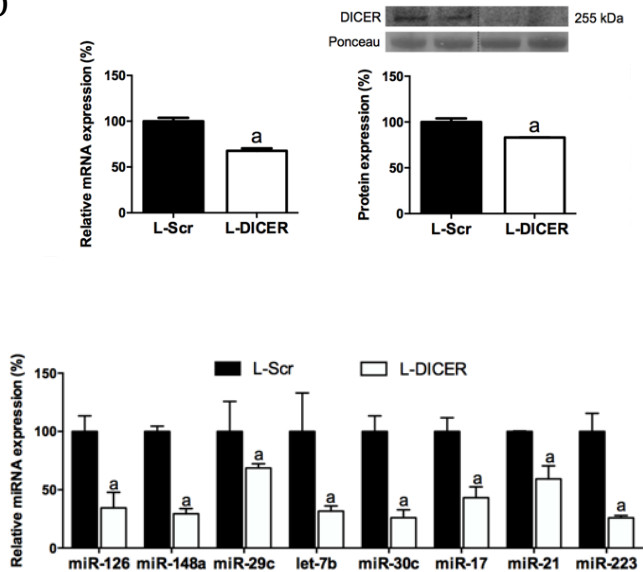 DICER 255 kDa
Ponceau
Relative mRNA expression (%)
150
100
50
0
a
L-Scr L-DICER
Protein expression (%)
150
100
50
0
a
L-Scr L-DICER
L-Scr L-DICER
Relative miRNA expression (%)
150
100
50
0
a a a a a a a a
miR-126 miR-148a miR-29c let-7b miR-30c miR-17 miR-21 miR-223